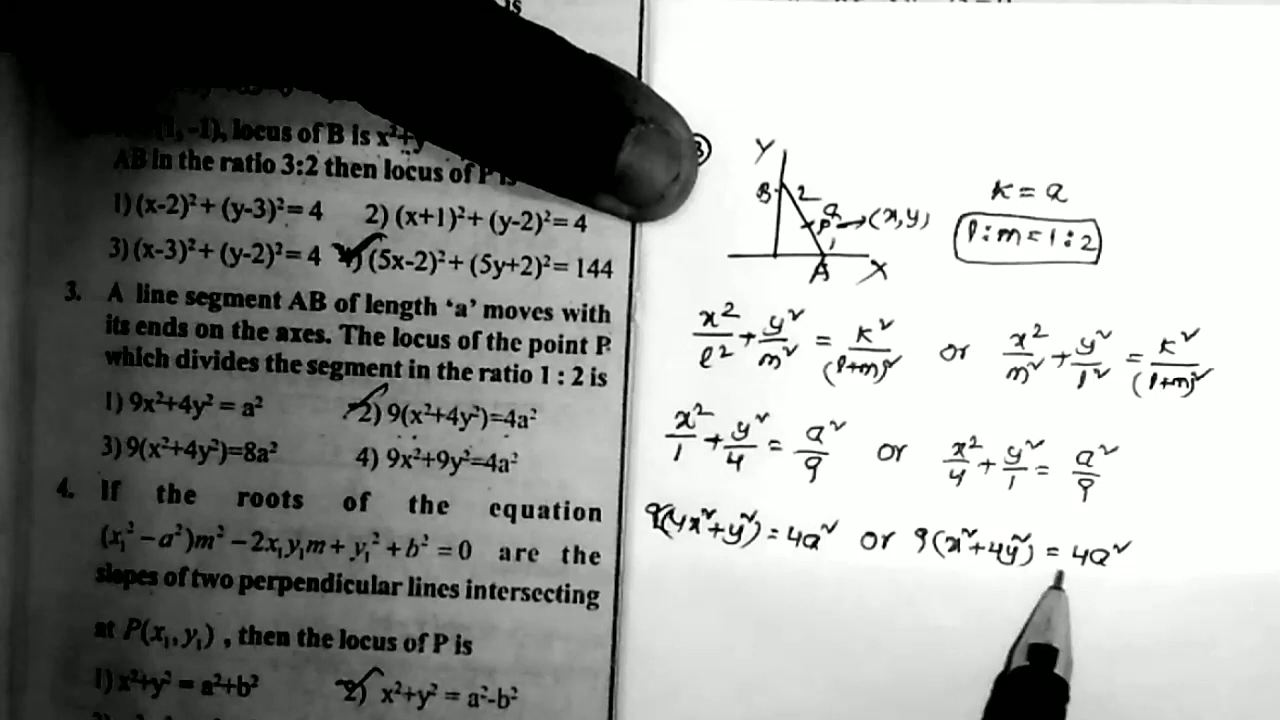 , locus of B is x²+y
AB in the ratio 3:2 then locus of P is
1) (x-2)²+ (y-3)²= 4 2) (x+1)²+ (y-2)²= 4
3) (x-3)²+ (y-2)²= 4 4) (5x-2)²+ (5y+2)²= 144
3. A line segment AB of length 'a' moves with
its ends on the axes. The locus of the point P
which divides the segment in the ratio 1 : 2 is
1) 9x²+4y² = a² 2) 9(x²+4y²)=4a²
3) 9(x²+4y²)=8a² 4) 9x²+9y²=4a²
4. If the roots of the equation
(x₁² – a²)m² – 2x₁y₁m + y₁² + b² = 0 are the
slopes of two perpendicular lines intersecting
at P(x₁, y₁) , then the locus of P is
1) x²+y² = a²+b² 2) x²+y² = a²-b²
3
Y
B 2
a
P → (x,y)
1
A X
K = a
l:m = 1:2
x²/l² + y²/m² = K²/(l+m)² or x²/m² + y²/l² = K²/(l+m)²
x²/1 + y²/4 = a²/9 or x²/4 + y²/1 = a²/9
9(4x²+y²) = 4a² or 9(x²+4y²) = 4a²